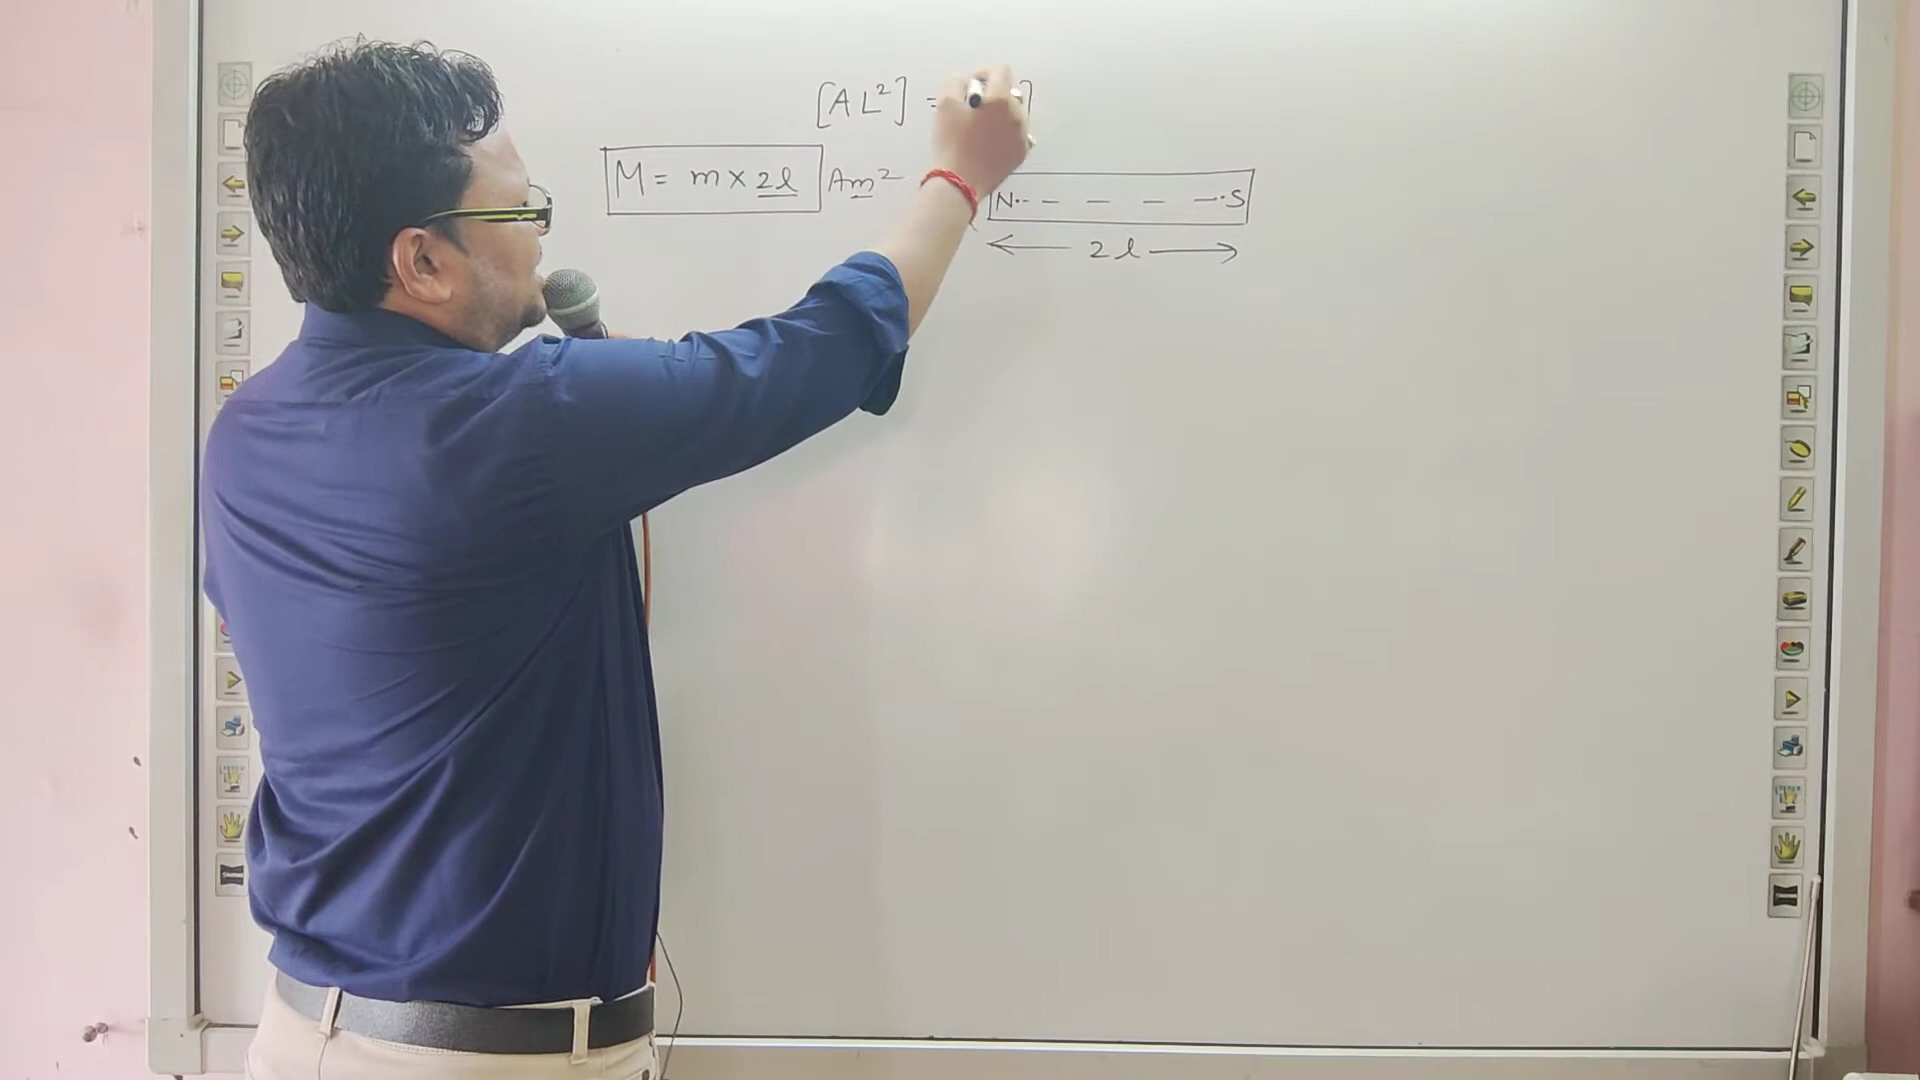 [A L²] =
M = m × 2l Am²
N S
2l